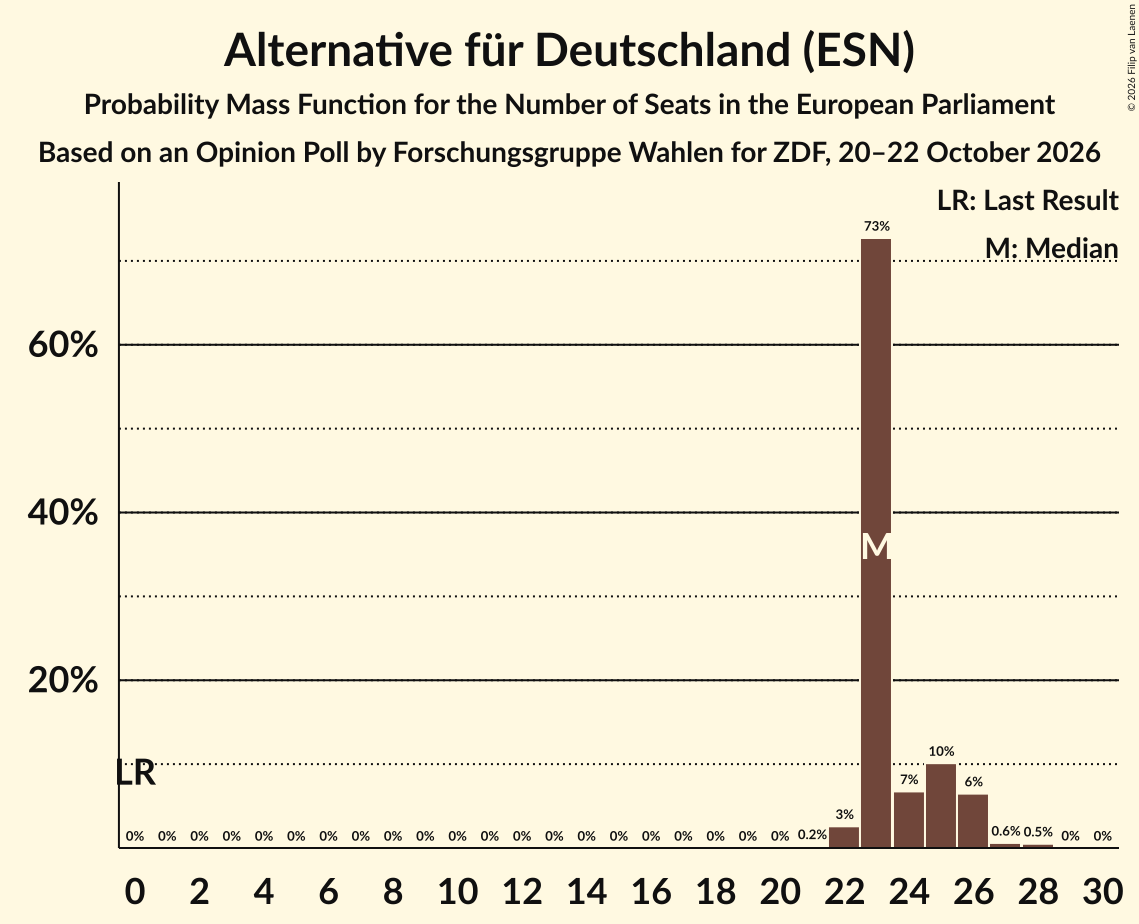 Alternative für Deutschland (ESN)
Probability Mass Function for the Number of Seats in the European Parliament
Based on an Opinion Poll by Forschungsgruppe Wahlen for ZDF, 20–22 October 2026
© 2026 Filip van Laenen
LR: Last Result
M: Median
60%
40%
20%
73%
M
LR
0% 0% 0% 0% 0% 0% 0% 0% 0% 0% 0% 0% 0% 0% 0% 0% 0% 0% 0% 0% 0% 0.2% 3% 7% 10% 6% 0.6% 0.5% 0% 0%
0 2 4 6 8 10 12 14 16 18 20 22 24 26 28 30